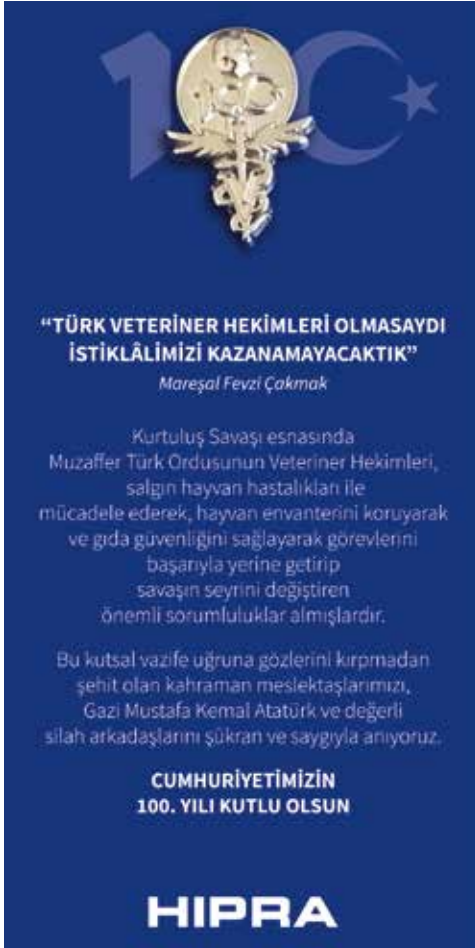 100
100
“TÜRK VETERİNER HEKİMLERİ OLMASAYDI
İSTİKLÂLİMİZİ KAZANAMAYACAKTIK”
Mareşal Fevzi Çakmak
Kurtuluş Savaşı esnasında
Muzaffer Türk Ordusunun Veteriner Hekimleri,
salgın hayvan hastalıkları ile
mücadele ederek, hayvan envanterini koruyarak
ve gıda güvenliğini sağlayarak görevlerini
başarıyla yerine getirip
savaşın seyrini değiştiren
önemli sorumluluklar almışlardır.
Bu kutsal vazife uğruna gözlerini kırpmadan
şehit olan kahraman meslektaşlarımızı,
Gazi Mustafa Kemal Atatürk ve değerli
silah arkadaşlarını şükran ve saygıyla anıyoruz.
CUMHURİYETİMİZİN
100. YILI KUTLU OLSUN
HIPRA